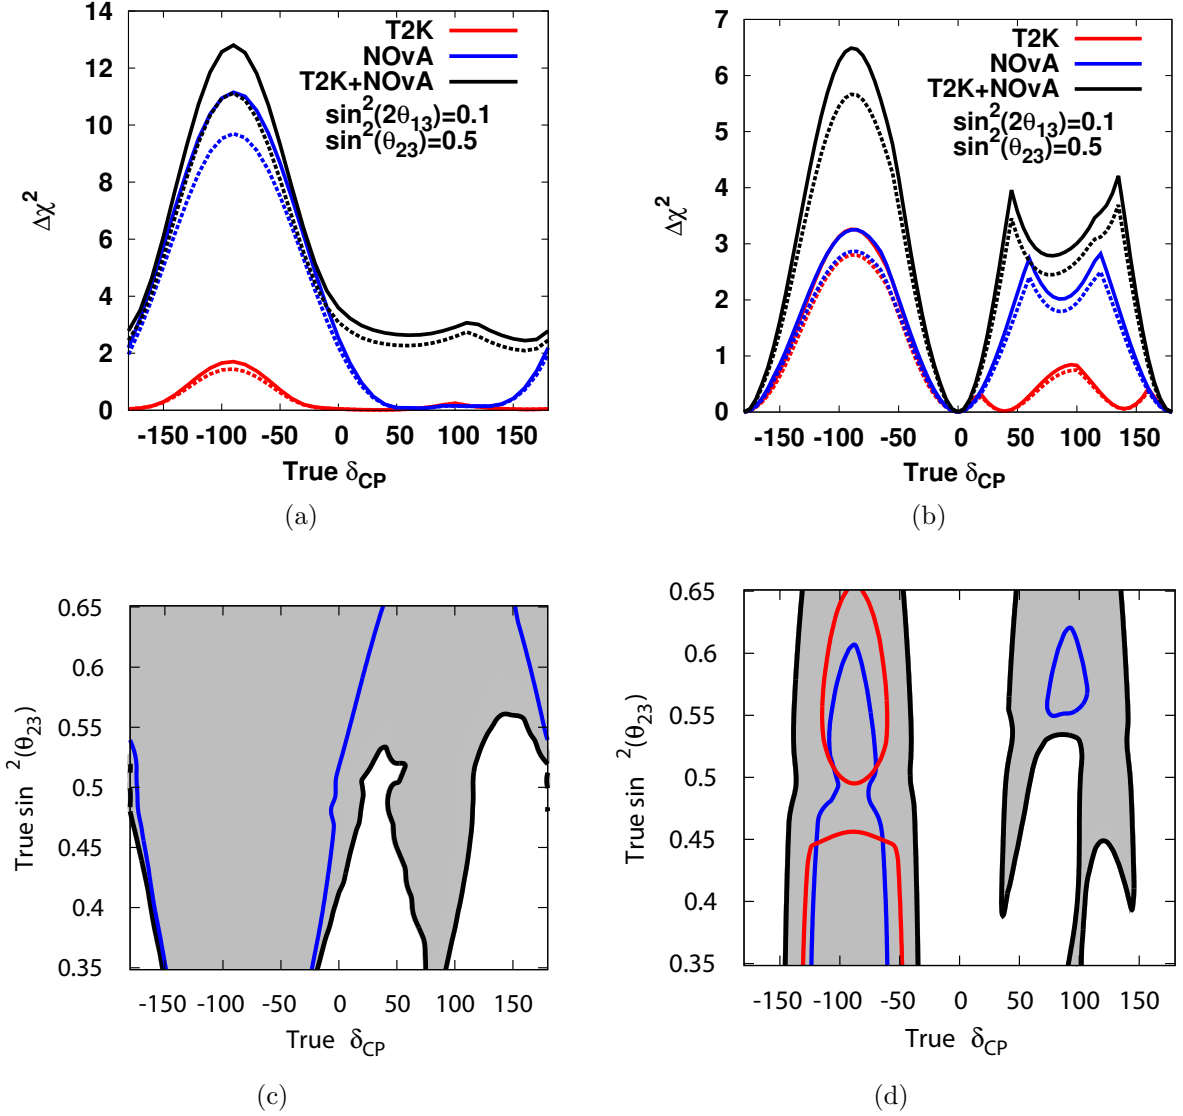 14
12
10
8
6
4
2
0
Δχ²
T2K
NOvA
T2K+NOvA
sin²(2θ₁₃)=0.1
sin²(θ₂₃)=0.5
-150 -100 -50 0 50 100 150
True δCP
(a)
7
6
5
4
3
2
1
0
Δχ²
T2K
NOvA
T2K+NOvA
sin²(2θ₁₃)=0.1
sin²(θ₂₃)=0.5
-150 -100 -50 0 50 100 150
True δCP
(b)
0.65
0.6
0.55
0.5
0.45
0.4
0.35
True sin ²(θ₂₃)
-150 -100 -50 0 50 100 150
True δCP
(c)
0.65
0.6
0.55
0.5
0.45
0.4
0.35
True sin ²(θ₂₃)
-150 -100 -50 0 50 100 150
True δCP
(d)